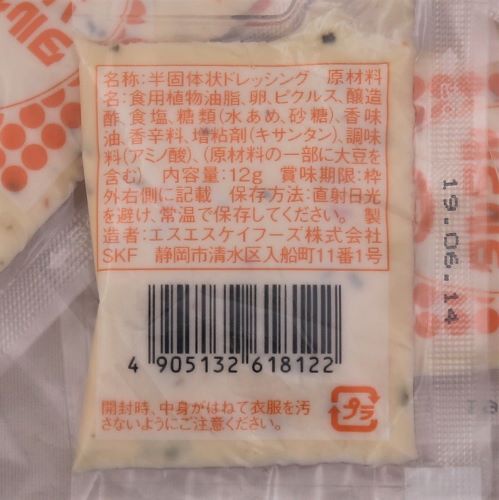 名称:半固体状ドレッシング 原材料
名:食用植物油脂、卵、ピクルス、醸造
酢、食塩、糖類(水あめ、砂糖)、香味
油、香辛料、増粘剤(キサンタン)、調味
料(アミノ酸)、(原材料の一部に大豆を
含む) 内容量:12g 賞味期限:枠
外右側に記載 保存方法:直射日光
を避け、常温で保存してください。 製
造者:エスエスケイフーズ株式会社
SKF 静岡市清水区入船町11番1号
4 905132 618122
開封時、中身がはねて衣服を汚
さないようにご注意ください。
プラ
19.06.14